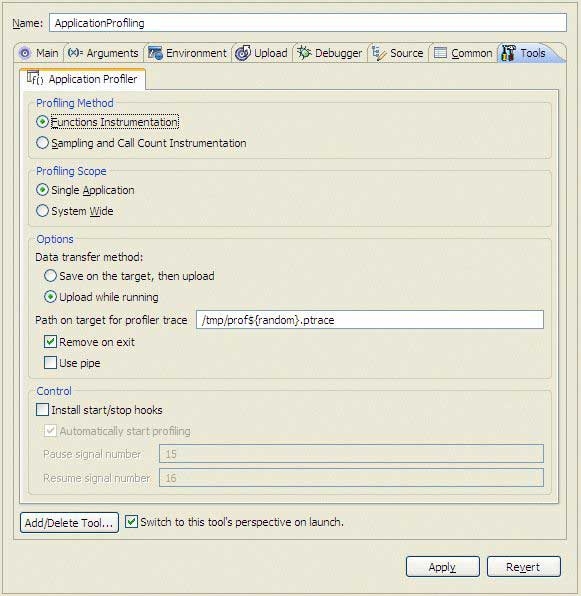 Name: ApplicationProfiling
Main (x)= Arguments Environment Upload Debugger Source Common Tools
f() Application Profiler
Profiling Method
Functions Instrumentation
Sampling and Call Count Instrumentation
Profiling Scope
Single Application
System Wide
Options
Data transfer method:
Save on the target, then upload
Upload while running
Path on target for profiler trace /tmp/prof${random}.ptrace
Remove on exit
Use pipe
Control
Install start/stop hooks
Automatically start profiling
Pause signal number 15
Resume signal number 16
Add/Delete Tool... Switch to this tool's perspective on launch.
Apply Revert